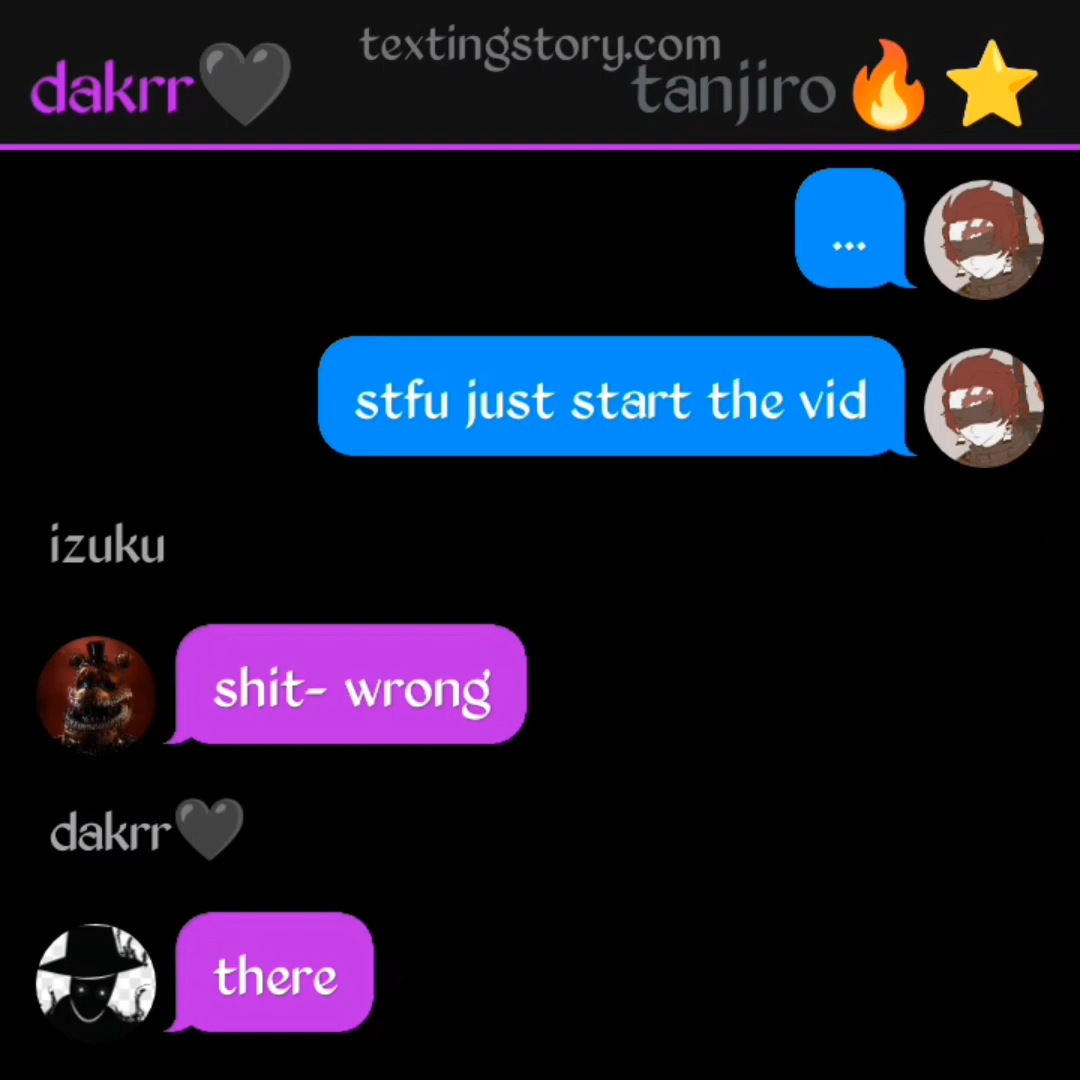 textingstory.com
dakrr🖤 tanjiro🔥⭐
...
stfu just start the vid
izuku
shit- wrong
dakrr🖤
there